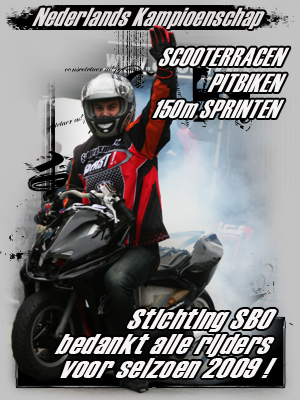 Nederlands Kampioenschap
SCOOTERRACEN
PITBIKEN
150m SPRINTEN
Stichting SBO
bedankt alle rijders
voor seizoen 2009 !